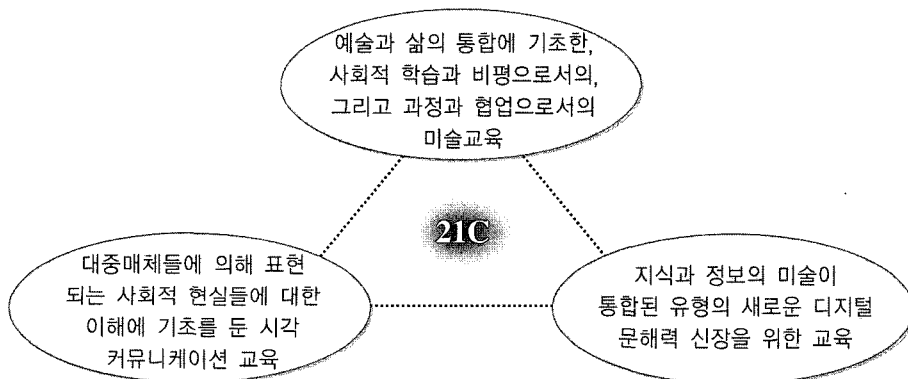 예술과 삶의 통합에 기초한,
사회적 학습과 비평으로서의,
그리고 과정과 협업으로서의
미술교육
21C
대중매체들에 의해 표현
되는 사회적 현실들에 대한
이해에 기초를 둔 시각
커뮤니케이션 교육
지식과 정보의 미술이
통합된 유형의 새로운 디지털
문해력 신장을 위한 교육